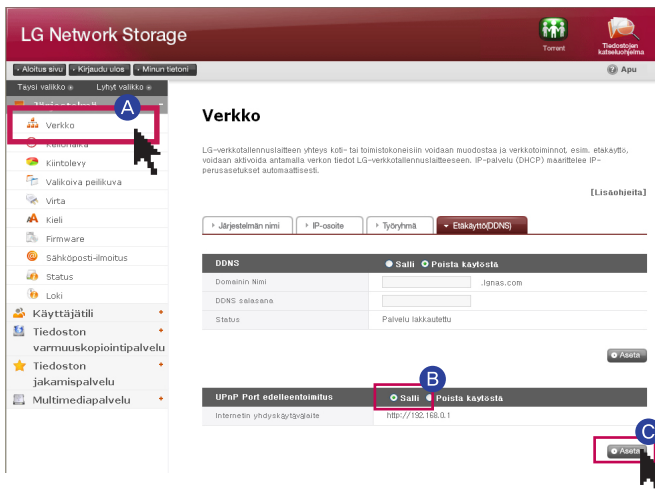 LG Network Storage
Torrent
Tiedostojen katseluohjelma
Aloitus sivu
Kirjaudu ulos
Minun tietoni
Apu
Täysi valikko
Lyhyt valikko
Järjestelmä
A
Verkko
Kiintolevy
Valikoiva peilikuva
Virta
Kieli
Firmware
Sähköposti-ilmoitus
Status
Loki
Käyttäjätili
Tiedoston
varmuuskopiointipalvelu
Tiedoston
jakamispalvelu
Multimediapalvelu
Verkko
LG-verkkotallennuslaitteen yhteys koti- tai toimistokoneisiin voidaan muodostaa ja verkkotoiminnot, esim. etäkäyttö,
voidaan aktivoida antamalla verkon tiedot LG-verkkotallennuslaitteeseen. IP-palvelu (DHCP) määrittelee IP-
perusasetukset automaattisesti.
[Lisäohjeita]
Järjestelmän nimi
IP-osoite
Työryhmä
Etäkäyttö(DDNS)
DDNS
Salli
Poista käytöstä
Domainin Nimi
.lgnas.com
DDNS salasana
Status
Palvelu lakkautettu
Aseta
B
UPnP Port edelleentoimitus
Salli
Poista käytöstä
Internetin yhdyskäytävälaite
http://192.168.0.1
C
Aseta